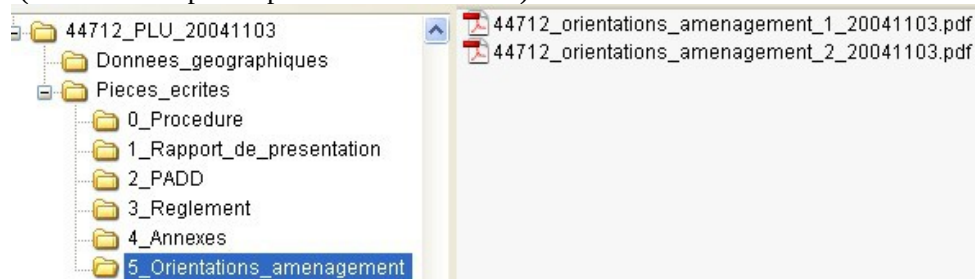 44712_PLU_20041103
Donnees_geographiques
Pieces_ecrites
0_Procedure
1_Rapport_de_presentation
2_PADD
3_Reglement
4_Annexes
5_Orientations_amenagement
44712_orientations_amenagement_1_20041103.pdf
44712_orientations_amenagement_2_20041103.pdf